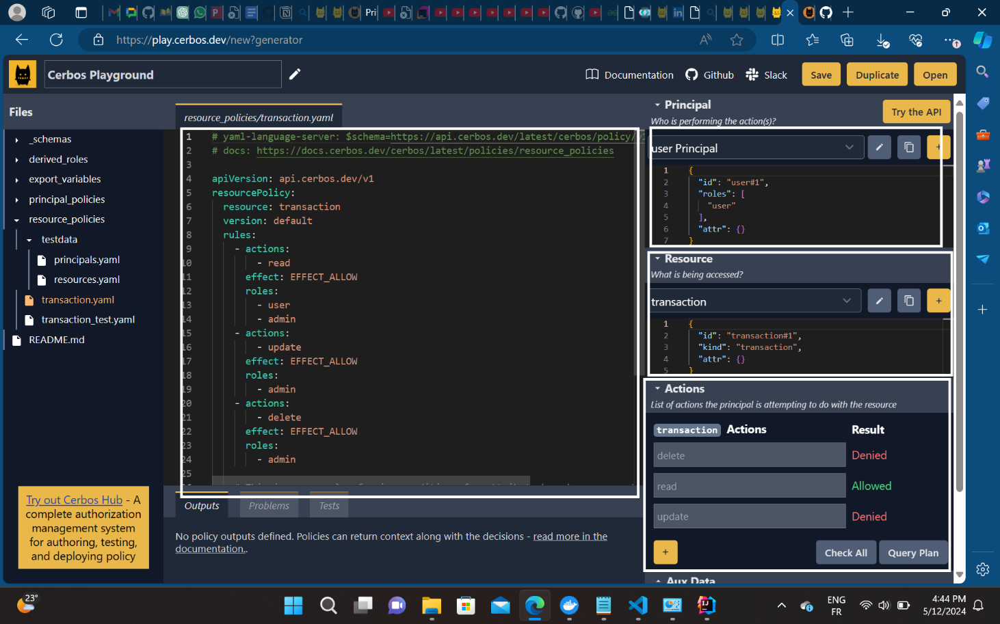 Pri
https://play.cerbos.dev/new?generator
Cerbos Playground
Documentation
Github
Slack
Save
Duplicate
Open
Files
_schemas
derived_roles
export_variables
principal_policies
resource_policies
testdata
principals.yaml
resources.yaml
transaction.yaml
transaction_test.yaml
README.md
Try out Cerbos Hub - A
complete authorization
management system
for authoring, testing,
and deploying policy
resource_policies/transaction.yaml
1 # yaml-language-server: $schema=https://api.cerbos.dev/latest/cerbos/policy/v1
2 # docs: https://docs.cerbos.dev/cerbos/latest/policies/resource_policies
3
4 apiVersion: api.cerbos.dev/v1
5 resourcePolicy:
6 resource: transaction
7 version: default
8 rules:
9 - actions:
10 - read
11 effect: EFFECT_ALLOW
12 roles:
13 - user
14 - admin
15 - actions:
16 - update
17 effect: EFFECT_ALLOW
18 roles:
19 - admin
20 - actions:
21 - delete
22 effect: EFFECT_ALLOW
23 roles:
24 - admin
25
Outputs
Problems
Tests
No policy outputs defined. Policies can return context along with the decisions - read more in the
documentation..
Principal
Who is performing the action(s)?
Try the API
user Principal
+
1 {
2 "id": "user#1",
3 "roles": [
4 "user"
5 ],
6 "attr": {}
7 }
Resource
What is being accessed?
transaction
+
1 {
2 "id": "transaction#1",
3 "kind": "transaction",
4 "attr": {}
5 }
Actions
List of actions the principal is attempting to do with the resource
transaction Actions Result
delete Denied
read Allowed
update Denied
+
Check All
Query Plan
Aux Data
23°
ENG
FR
4:44 PM
5/12/2024